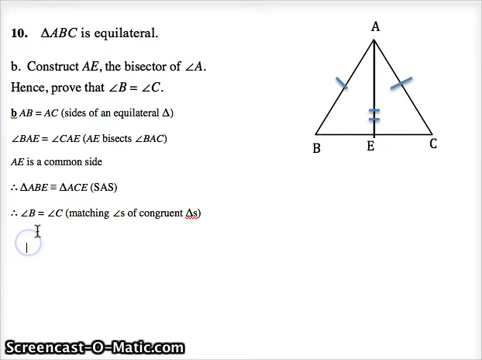 10. ΔABC is equilateral.
b. Construct AE, the bisector of ∠A.
Hence, prove that ∠B = ∠C.
b AB = AC (sides of an equilateral Δ)
∠BAE = ∠CAE (AE bisects ∠BAC)
AE is a common side
∴ ΔABE ≡ ΔACE (SAS)
∴ ∠B = ∠C (matching ∠s of congruent Δs)
A
B
E
C
Screencast-O-Matic.com